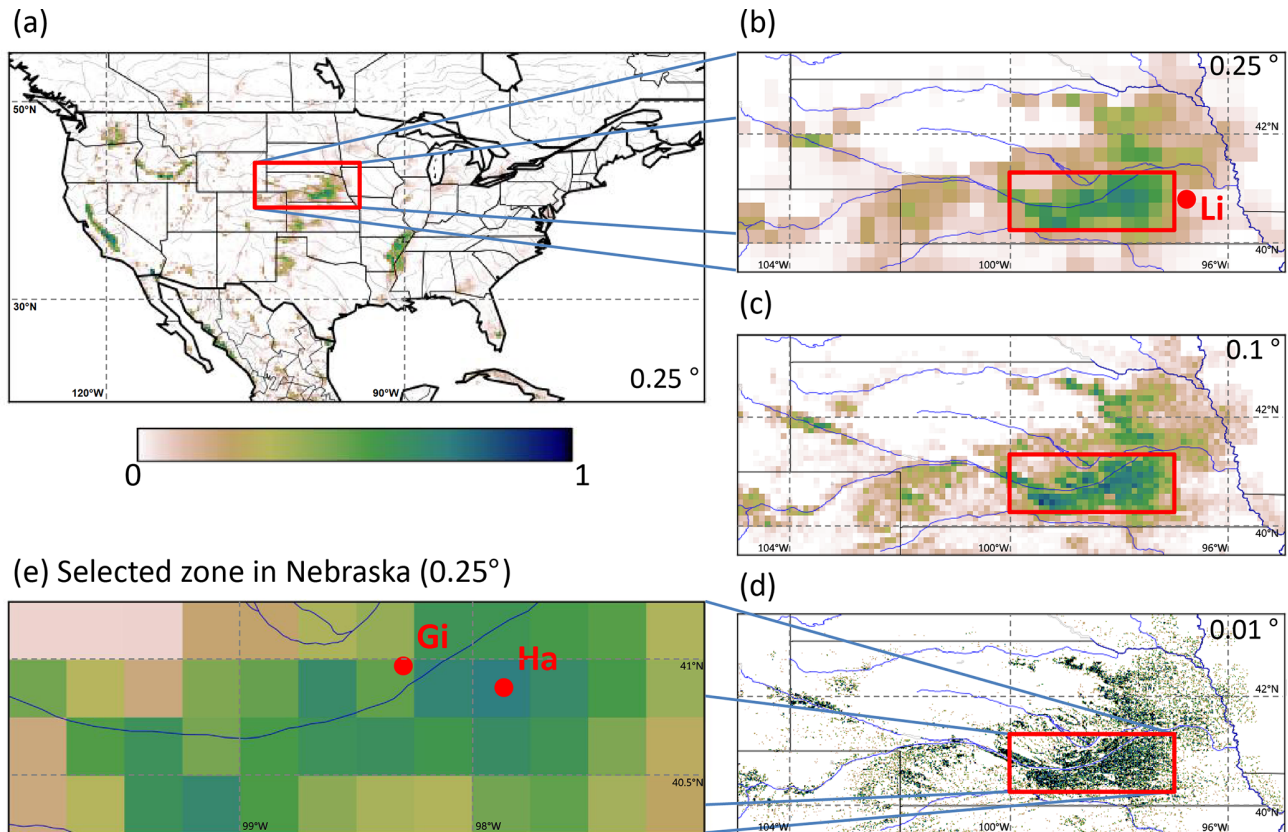 (a)
50°N
30°N
120°W
90°W
0.25 °
0
1
(b)
0.25 °
42°N
Li
40°N
104°W
100°W
96°W
(c)
0.1 °
42°N
40°N
104°W
100°W
96°W
(e) Selected zone in Nebraska (0.25°)
Gi
Ha
41°N
40.5°N
99°W
98°W
(d)
0.01 °
42°N
40°N
104°W
100°W
96°W